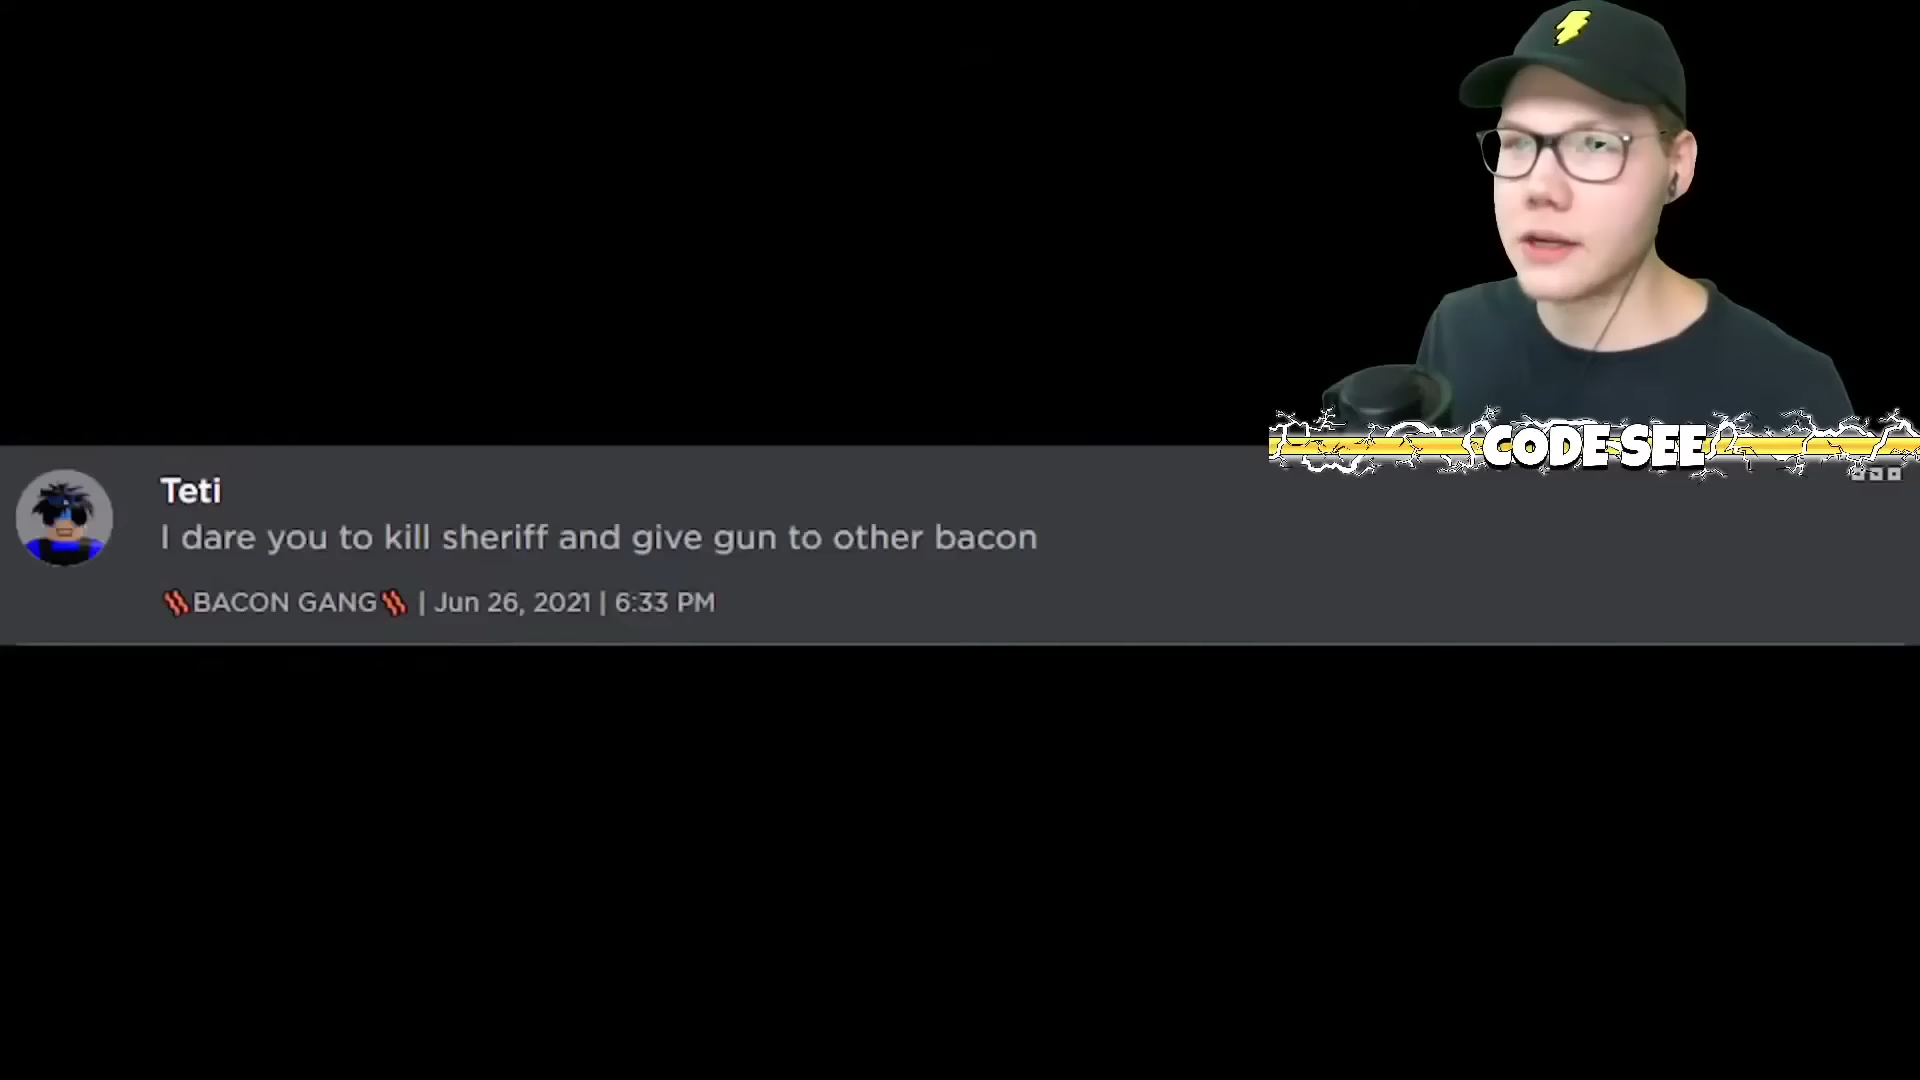 CODE SEE
Teti
I dare you to kill sheriff and give gun to other bacon
🥓BACON GANG🥓 | Jun 26, 2021 | 6:33 PM